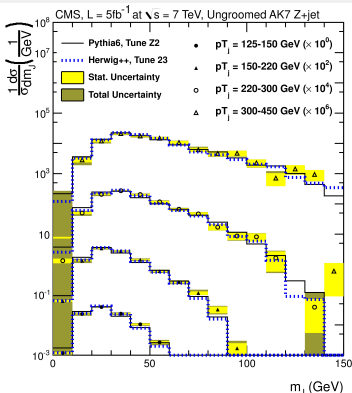 CMS, L = 5fb⁻¹ at √s = 7 TeV, Ungroomed AK7 Z+jet
Pythia6, Tune Z2
Herwig++, Tune 23
Stat. Uncertainty
Total Uncertainty
pT_j = 125-150 GeV (× 10⁰)
pT_j = 150-220 GeV (× 10²)
pT_j = 220-300 GeV (× 10⁴)
pT_j = 300-450 GeV (× 10⁶)
1/σ dσ/dm_J (1/GeV)
10⁸
10⁷
10⁵
10³
10
10⁻¹
10⁻³
0
50
100
150
m_J (GeV)